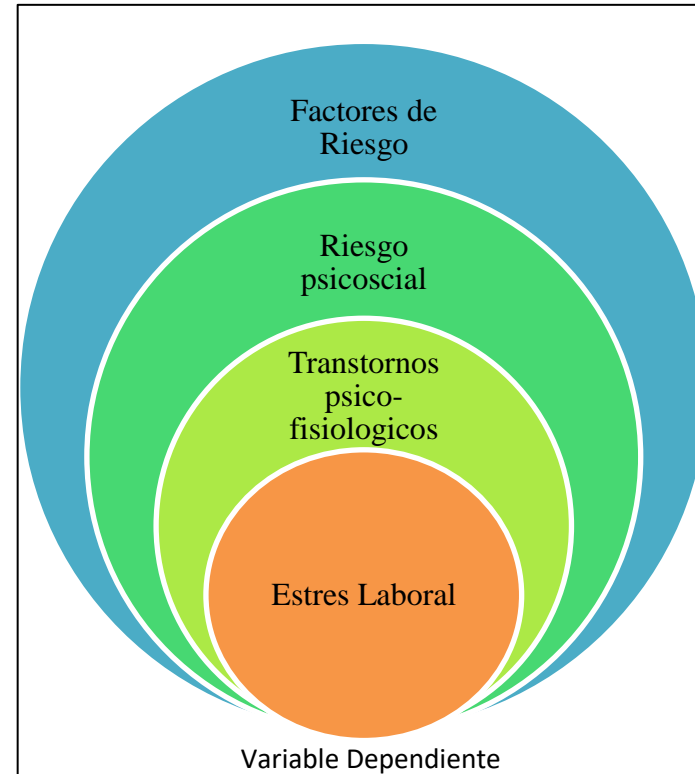 Factores de
Riesgo
Riesgo
psicoscial
Transtornos
psico-
fisiologicos
Estres Laboral
Variable Dependiente